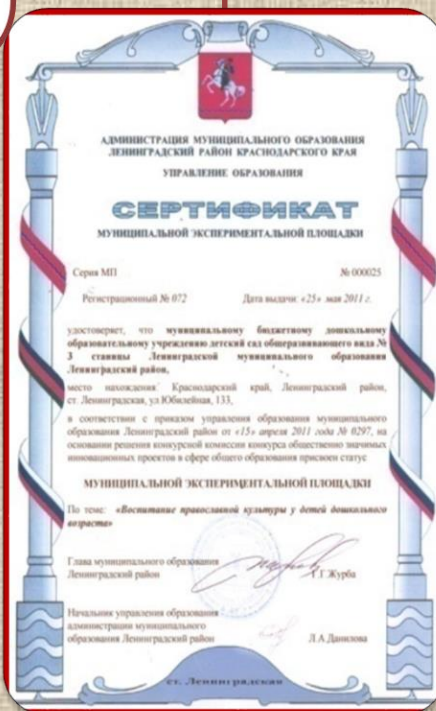 АДМИНИСТРАЦИЯ МУНИЦИПАЛЬНОГО ОБРАЗОВАНИЯ
ЛЕНИНГРАДСКИЙ РАЙОН КРАСНОДАРСКОГО КРАЯ
УПРАВЛЕНИЕ ОБРАЗОВАНИЯ
СЕРТИФИКАТ
МУНИЦИПАЛЬНОЙ ЭКСПЕРИМЕНТАЛЬНОЙ ПЛОЩАДКИ
Серия МП № 000025
Регистрационный № 072 Дата выдачи: «25» мая 2011 г.
удостоверяет, что муниципальному бюджетному дошкольному
образовательному учреждению детский сад общеразвивающего вида №
3 станицы Ленинградской муниципального образования
Ленинградский район,
место нахождения: Краснодарский край, Ленинградский район,
ст. Ленинградская, ул Юбилейная, 133,
в соответствии с приказом управления образования муниципального
образования Ленинградский район от «15» апреля 2011 года № 0297, на
основании решения конкурсной комиссии конкурса общественно значимых
инновационных проектов в сфере общего образования присвоен статус
МУНИЦИПАЛЬНОЙ ЭКСПЕРИМЕНТАЛЬНОЙ ПЛОЩАДКИ
По теме: «Воспитание православной культуры у детей дошкольного
возраста»
Глава муниципального образования
Ленинградский район Г Журба
Начальник управления образования
администрации муниципального
образования Ленинградский район Л А Данилова
ст. Ленинградская